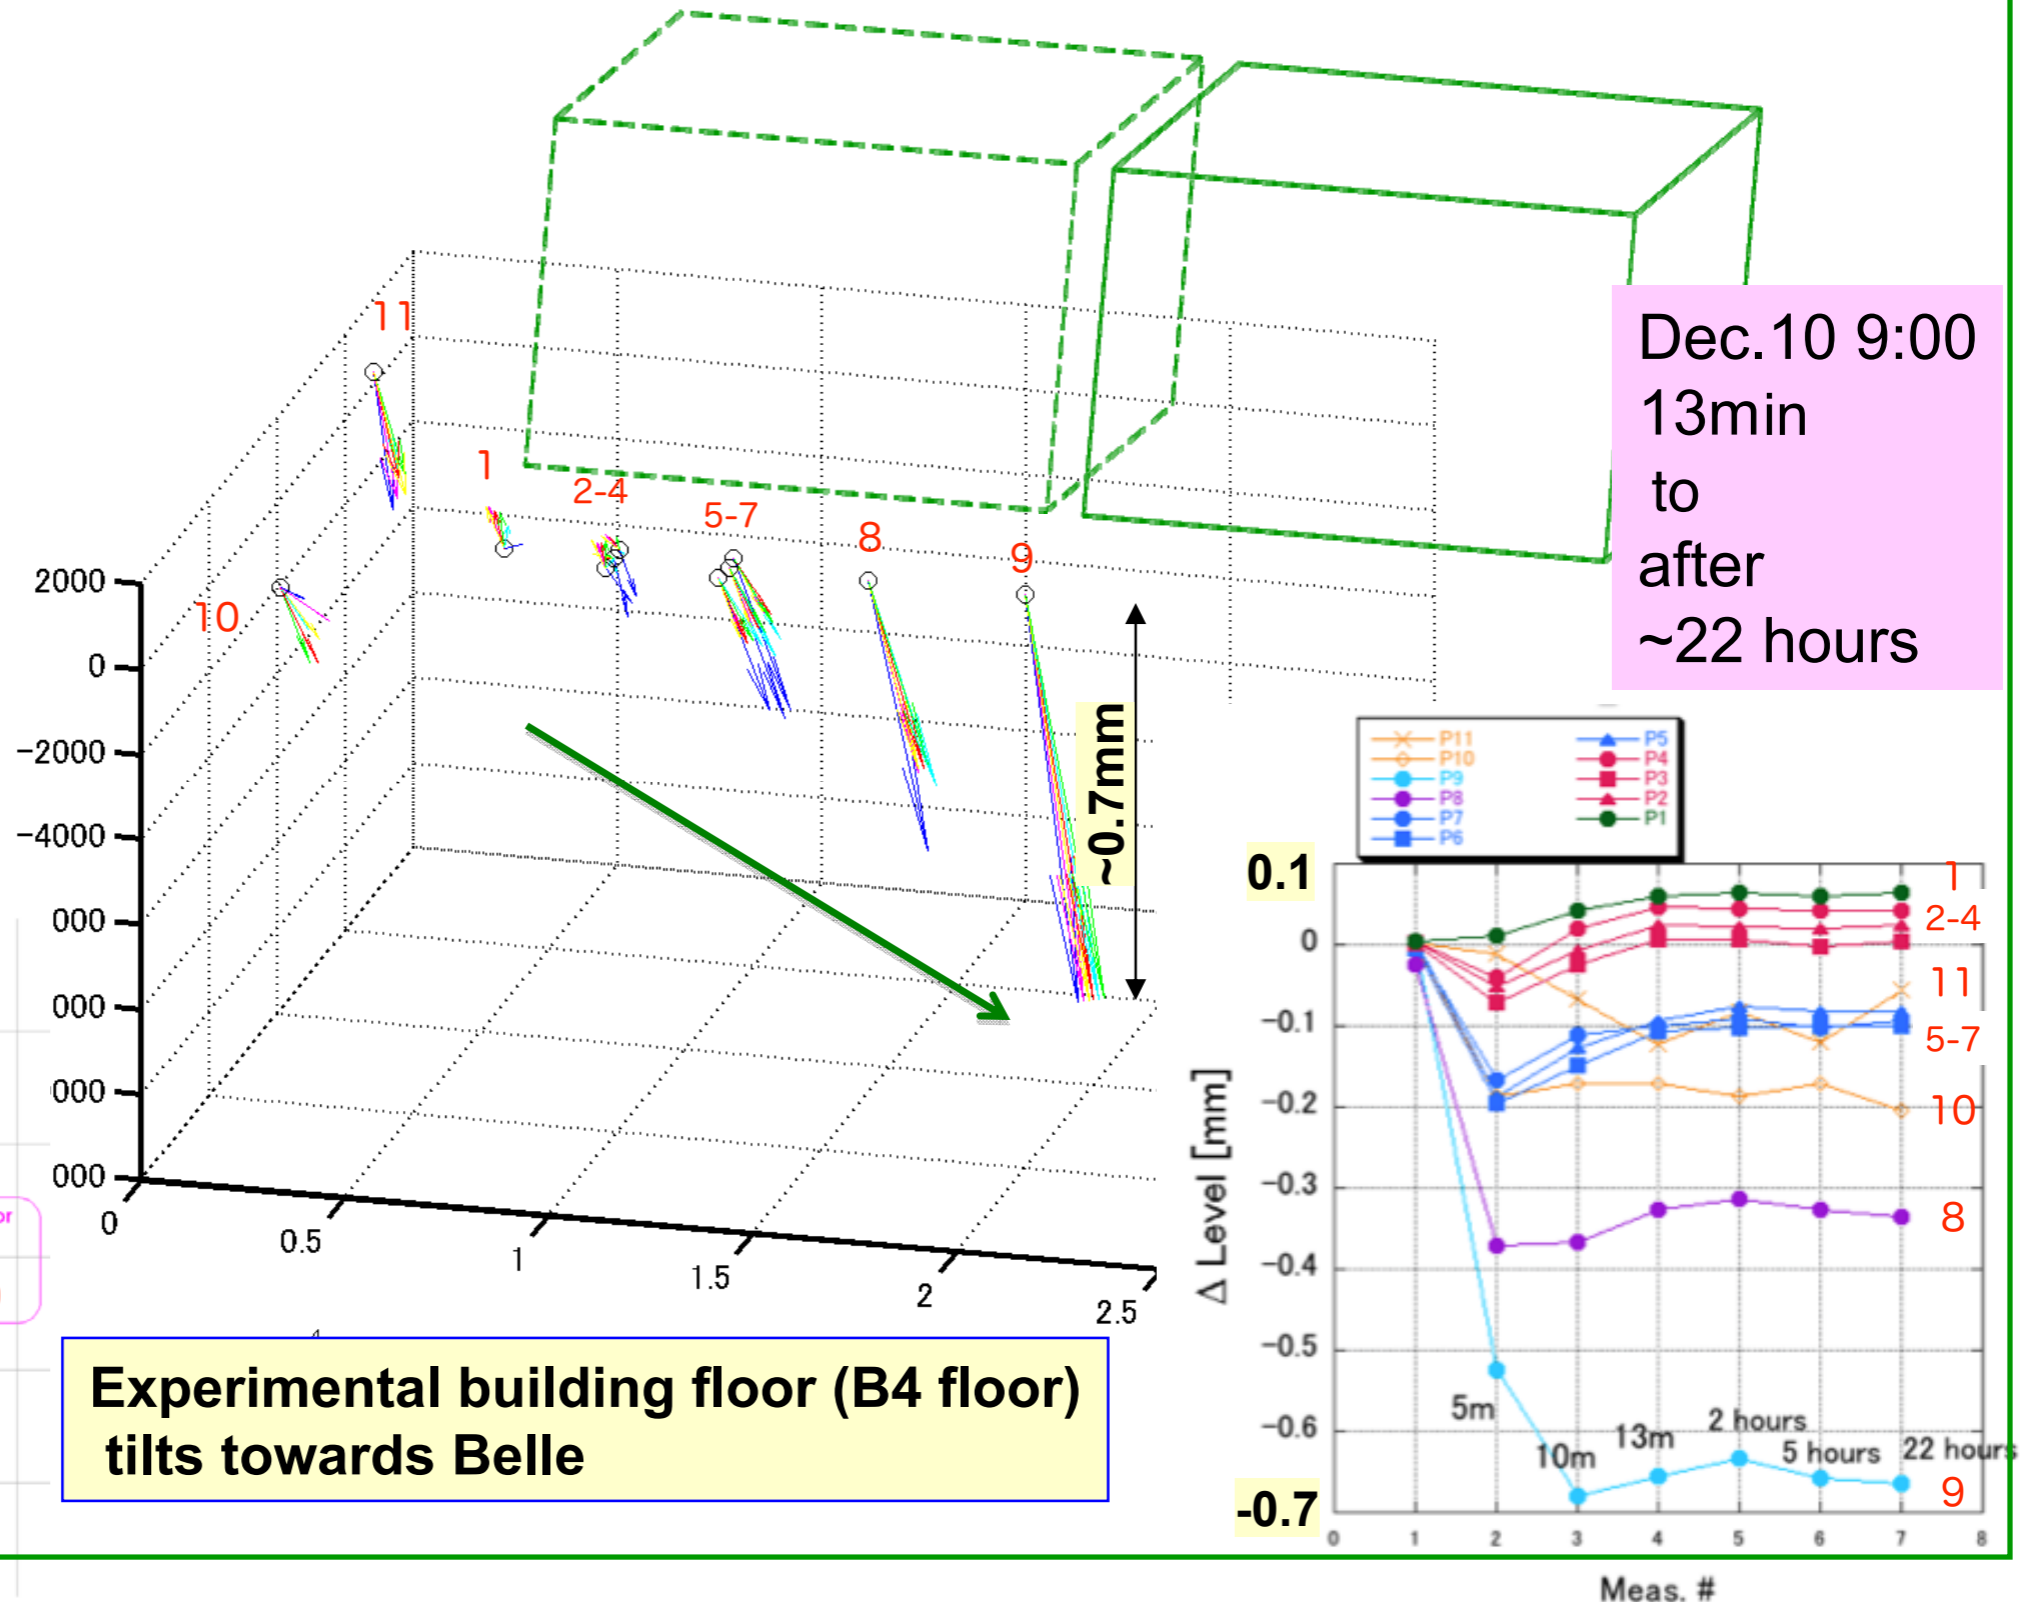 11
1
2-4
5-7
8
9
10
2000
0
−2000
−4000
000
000
000
000
0
0.5
1
1.5
2
2.5
~0.7mm
Dec.10 9:00
13min
to
after
~22 hours
Experimental building floor (B4 floor)
tilts towards Belle
P11
P10
P9
P8
P7
P6
P5
P4
P3
P2
P1
0.1
0
−0.1
−0.2
−0.3
−0.4
−0.5
−0.6
-0.7
Δ Level [mm]
1
2-4
11
5-7
10
8
9
5m
10m
13m
2 hours
5 hours
22 hours
0 1 2 3 4 5 6 7 8
Meas. #
or